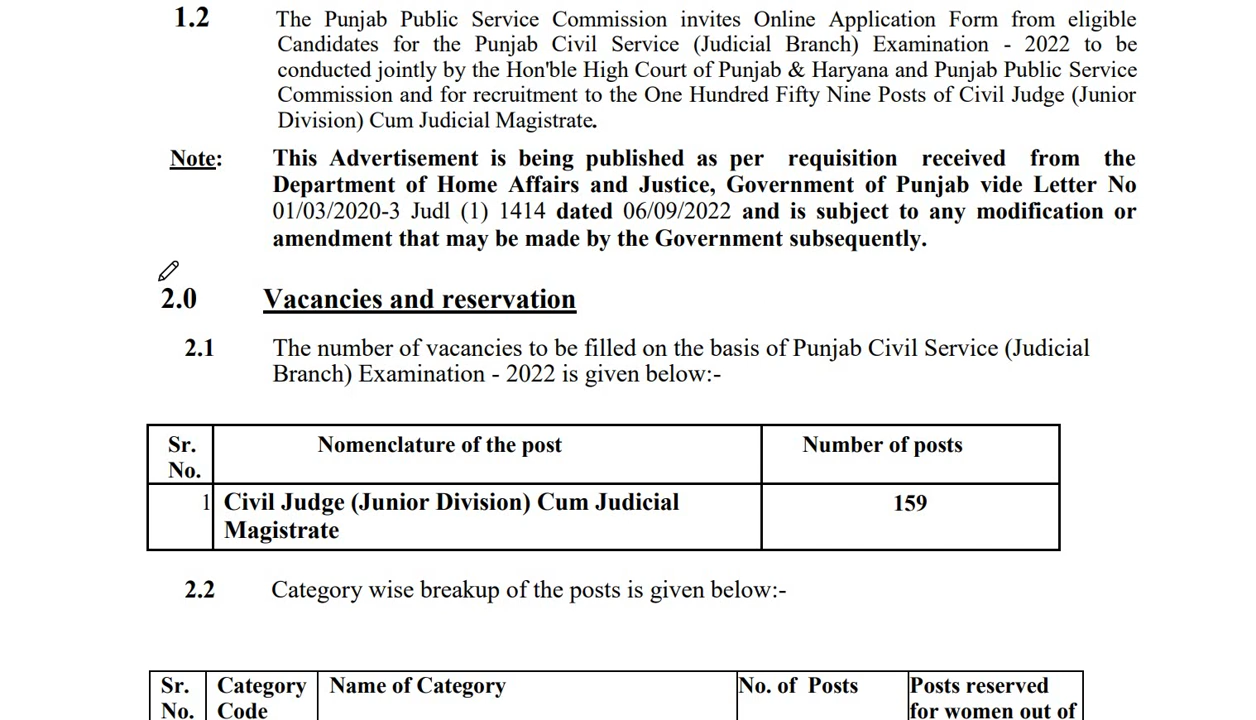 1.2 The Punjab Public Service Commission invites Online Application Form from eligible
Candidates for the Punjab Civil Service (Judicial Branch) Examination - 2022 to be
conducted jointly by the Hon'ble High Court of Punjab & Haryana and Punjab Public Service
Commission and for recruitment to the One Hundred Fifty Nine Posts of Civil Judge (Junior
Division) Cum Judicial Magistrate.
Note: This Advertisement is being published as per requisition received from the
Department of Home Affairs and Justice, Government of Punjab vide Letter No
01/03/2020-3 Judl (1) 1414 dated 06/09/2022 and is subject to any modification or
amendment that may be made by the Government subsequently.
2.0 Vacancies and reservation
2.1 The number of vacancies to be filled on the basis of Punjab Civil Service (Judicial
Branch) Examination - 2022 is given below:-
Sr. Nomenclature of the post Number of posts
No.
1 Civil Judge (Junior Division) Cum Judicial 159
Magistrate
2.2 Category wise breakup of the posts is given below:-
Sr. Category Name of Category No. of Posts Posts reserved
No. Code for women out of